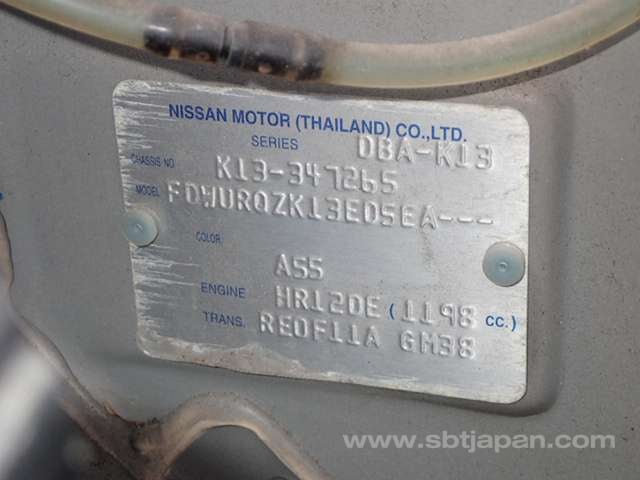 NISSAN MOTOR (THAILAND) CO.,LTD.
SERIES DBA-K13
CHASSIS NO K13-347265
MODEL FDWURQZK13EDSEA---
COLOR
A55
ENGINE HR12DE (1198 cc.)
TRANS. RE0F11A GM38
www.sbtjapan.com